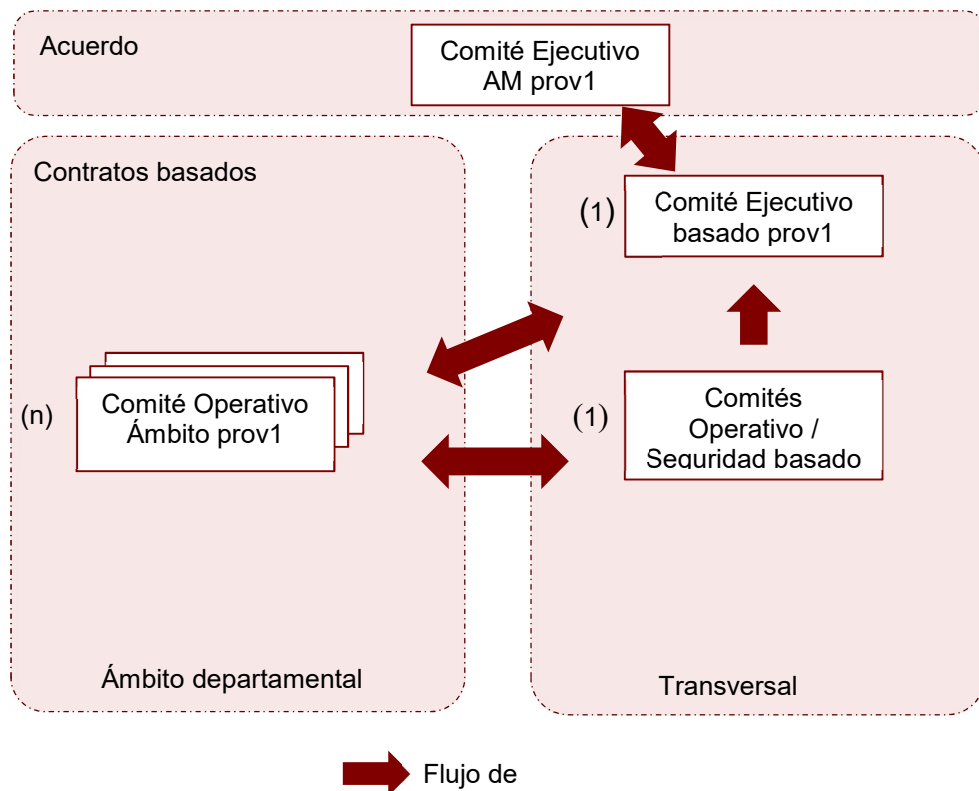 Acuerdo
Comité Ejecutivo
AM prov1
Contratos basados
(1)
Comité Ejecutivo
basado prov1
(n)
Comité Operativo
Ámbito prov1
(1)
Comités
Operativo /
Seguridad basado
Ámbito departamental
Transversal
Flujo de